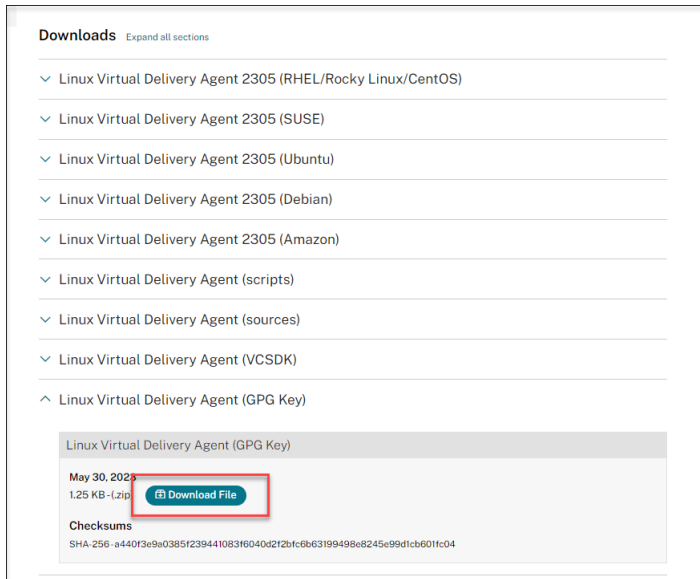 Downloads Expand all sections
Linux Virtual Delivery Agent 2305 (RHEL/Rocky Linux/CentOS)
Linux Virtual Delivery Agent 2305 (SUSE)
Linux Virtual Delivery Agent 2305 (Ubuntu)
Linux Virtual Delivery Agent 2305 (Debian)
Linux Virtual Delivery Agent 2305 (Amazon)
Linux Virtual Delivery Agent (scripts)
Linux Virtual Delivery Agent (sources)
Linux Virtual Delivery Agent (VCSDK)
Linux Virtual Delivery Agent (GPG Key)
Linux Virtual Delivery Agent (GPG Key)
May 30, 2023
1.25 KB - (.zip) Download File
Checksums
SHA-256 - a440f3e9a0385f239441083f6040d2f2bfc6b63199498e8245e99d1cb601fc04